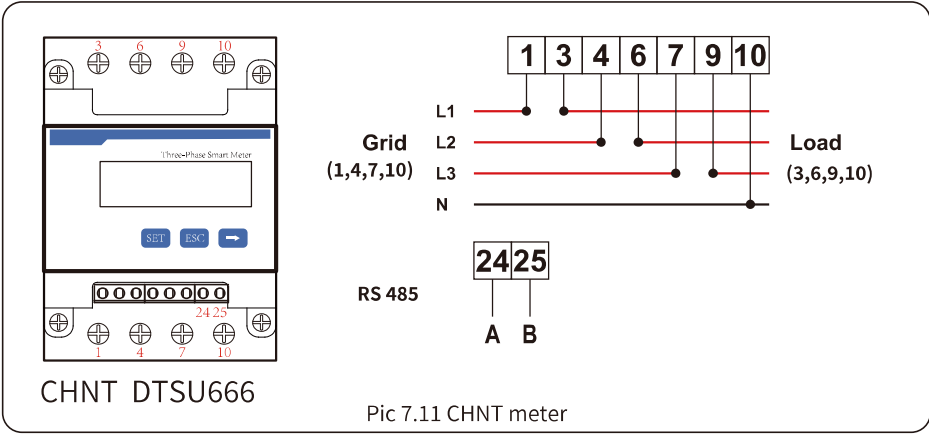 3 6 9 10
Three-Phase Smart Meter
SET ESC
24 25
1 4 7 10
CHNT DTSU666
1 3 4 6 7 9 10
L1
L2
L3
N
Grid
(1,4,7,10)
Load
(3,6,9,10)
24 25
RS 485
A B
Pic 7.11 CHNT meter